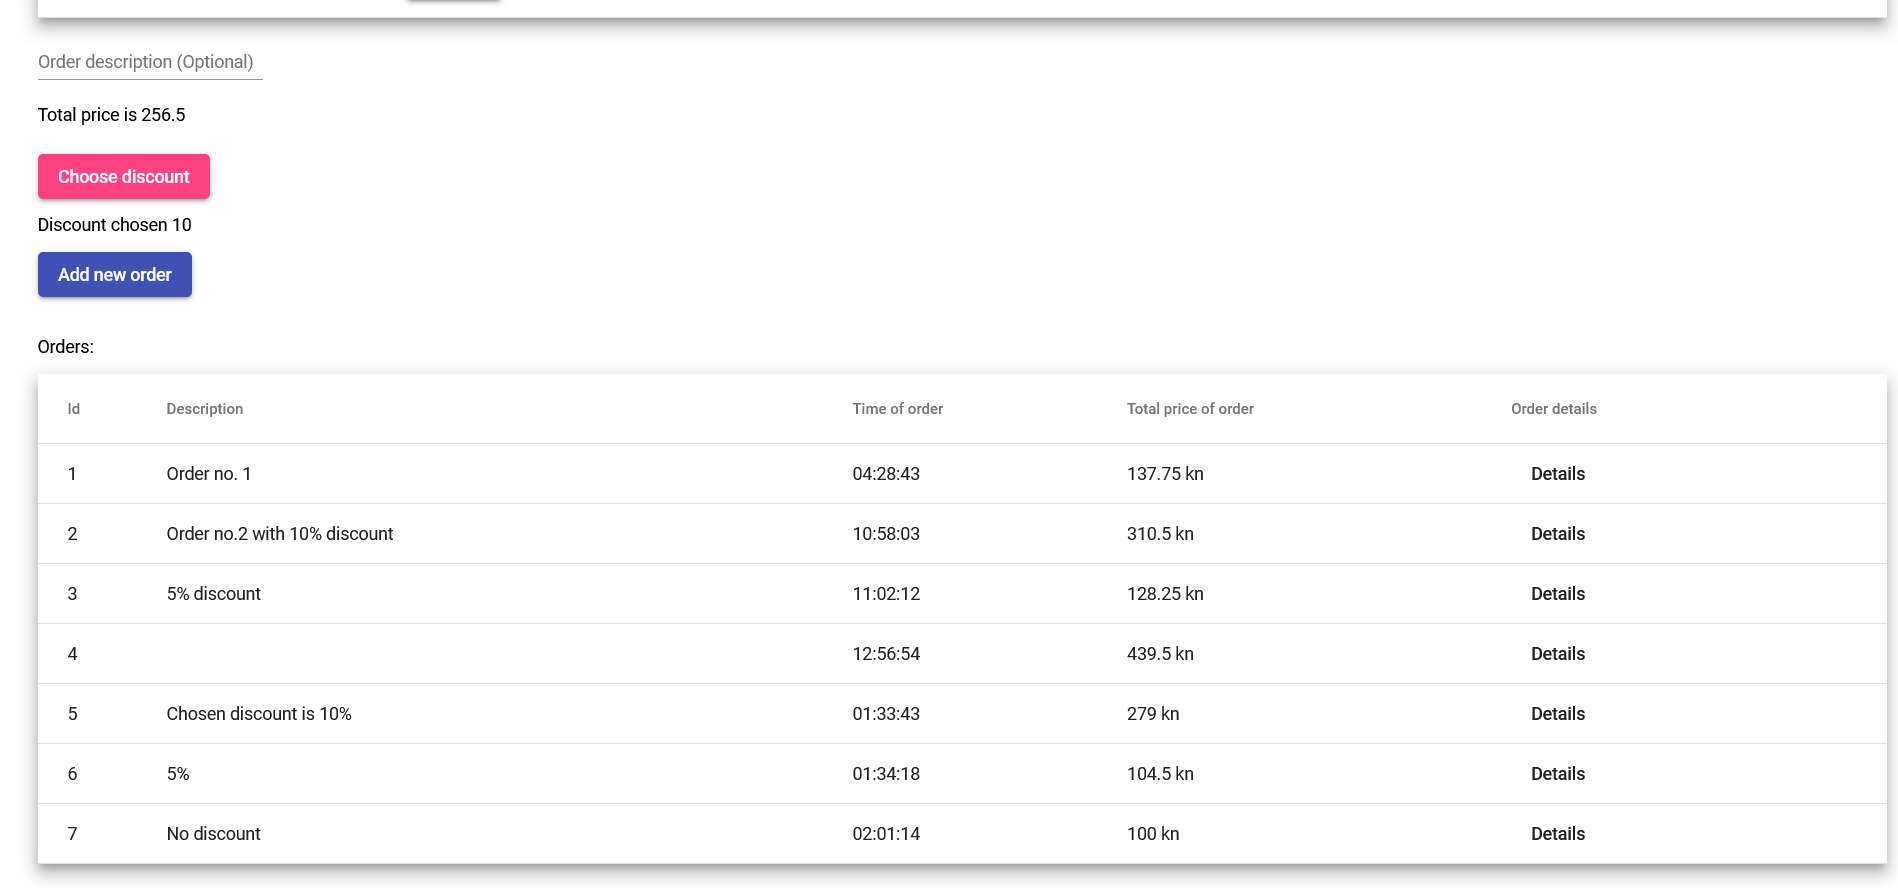 Order description (Optional)
Total price is 256.5
Choose discount
Discount chosen 10
Add new order
Orders:
Id Description Time of order Total price of order Order details
1 Order no. 1 04:28:43 137.75 kn Details
2 Order no.2 with 10% discount 10:58:03 310.5 kn Details
3 5% discount 11:02:12 128.25 kn Details
4 12:56:54 439.5 kn Details
5 Chosen discount is 10% 01:33:43 279 kn Details
6 5% 01:34:18 104.5 kn Details
7 No discount 02:01:14 100 kn Details